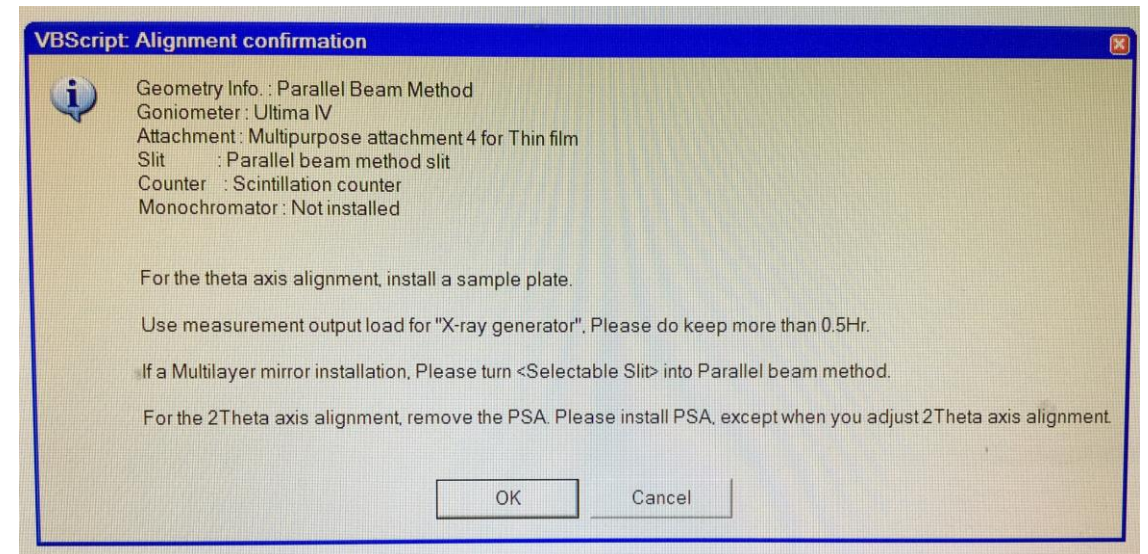 VBScript: Alignment confirmation
Geometry Info. : Parallel Beam Method
Goniometer : Ultima IV
Attachment : Multipurpose attachment 4 for Thin film
Slit : Parallel beam method slit
Counter : Scintillation counter
Monochromator : Not installed
For the theta axis alignment, install a sample plate.
Use measurement output load for "X-ray generator", Please do keep more than 0.5Hr.
If a Multilayer mirror installation, Please turn <Selectable Slit> into Parallel beam method.
For the 2Theta axis alignment, remove the PSA. Please install PSA, except when you adjust 2Theta axis alignment.
OK
Cancel